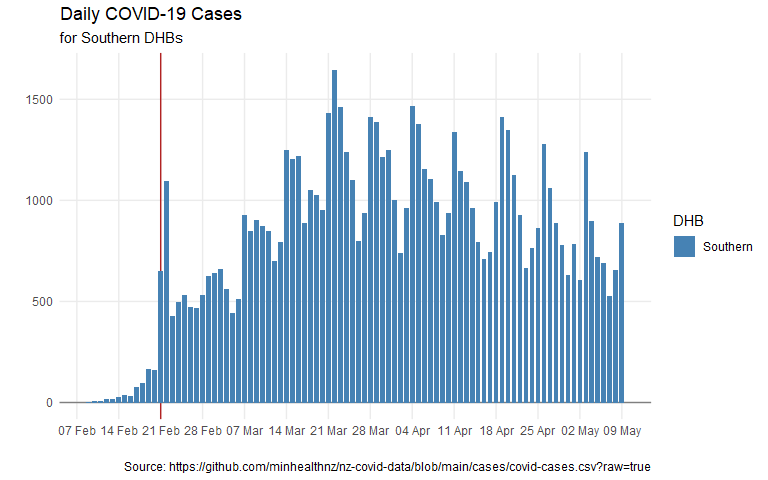 Daily COVID-19 Cases
for Southern DHBs
1500
1000
500
0
07 Feb 14 Feb 21 Feb 28 Feb 07 Mar 14 Mar 21 Mar 28 Mar 04 Apr 11 Apr 18 Apr 25 Apr 02 May 09 May
DHB
Southern
Source: https://github.com/minhealthnz/nz-covid-data/blob/main/cases/covid-cases.csv?raw=true